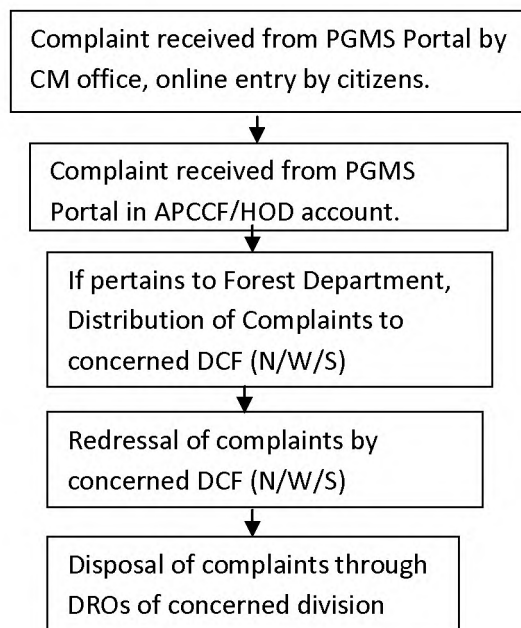 Complaint received from PGMS Portal by
CM office, online entry by citizens.
Complaint received from PGMS
Portal in APCCF/HOD account.
If pertains to Forest Department,
Distribution of Complaints to
concerned DCF (N/W/S)
Redressal of complaints by
concerned DCF (N/W/S)
Disposal of complaints through
DROs of concerned division